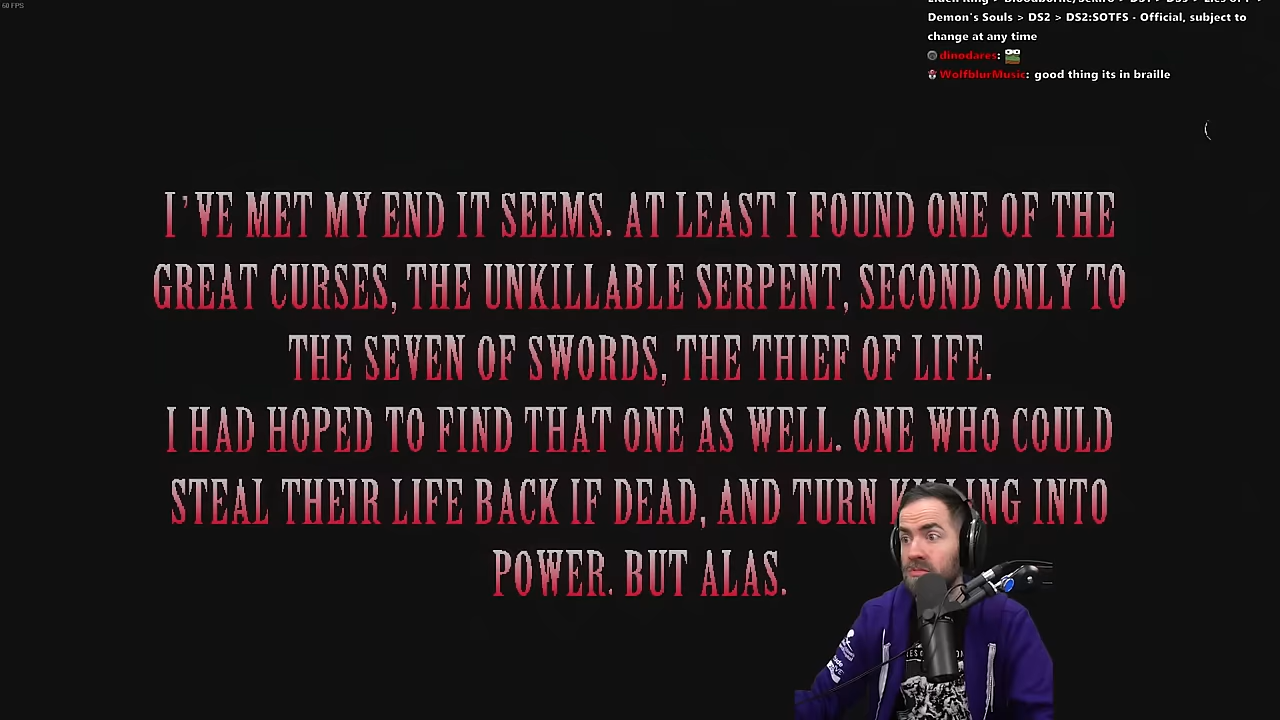 60 FPS
Demon's Souls > DS2 > DS2:SOTFS - Official, subject to
change at any time
dinodares:
WolfblurMusic: good thing its in braille
I'VE MET MY END IT SEEMS. AT LEAST I FOUND ONE OF THE
GREAT CURSES, THE UNKILLABLE SERPENT, SECOND ONLY TO
THE SEVEN OF SWORDS, THE THIEF OF LIFE.
I HAD HOPED TO FIND THAT ONE AS WELL. ONE WHO COULD
STEAL THEIR LIFE BACK IF DEAD, AND TURN KILLING INTO
POWER. BUT ALAS.